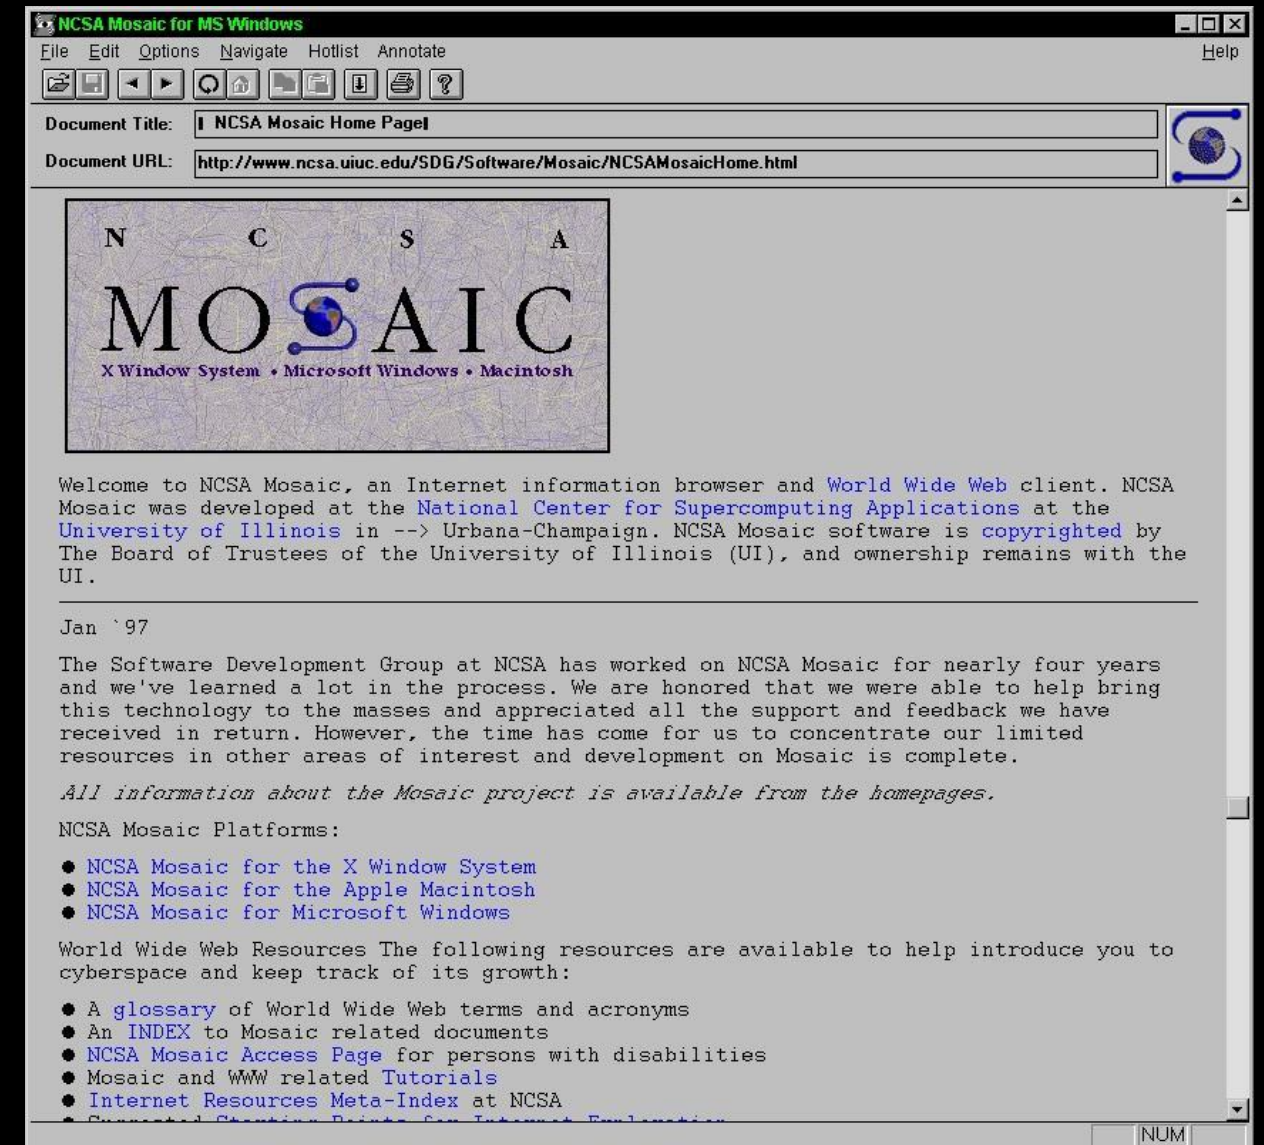 NCSA Mosaic for MS Windows
File Edit Options Navigate Hotlist Annotate Help
Document Title: NCSA Mosaic Home Page
Document URL: http://www.ncsa.uiuc.edu/SDG/Software/Mosaic/NCSAMosaicHome.html
N C S A
MOSAIC
X Window System • Microsoft Windows • Macintosh
Welcome to NCSA Mosaic, an Internet information browser and World Wide Web client. NCSA
Mosaic was developed at the National Center for Supercomputing Applications at the
University of Illinois in --> Urbana-Champaign. NCSA Mosaic software is copyrighted by
The Board of Trustees of the University of Illinois (UI), and ownership remains with the
UI.
Jan `97
The Software Development Group at NCSA has worked on NCSA Mosaic for nearly four years
and we've learned a lot in the process. We are honored that we were able to help bring
this technology to the masses and appreciated all the support and feedback we have
received in return. However, the time has come for us to concentrate our limited
resources in other areas of interest and development on Mosaic is complete.
All information about the Mosaic project is available from the homepages.
NCSA Mosaic Platforms:
● NCSA Mosaic for the X Window System
● NCSA Mosaic for the Apple Macintosh
● NCSA Mosaic for Microsoft Windows
World Wide Web Resources The following resources are available to help introduce you to
cyberspace and keep track of its growth:
● A glossary of World Wide Web terms and acronyms
● An INDEX to Mosaic related documents
● NCSA Mosaic Access Page for persons with disabilities
● Mosaic and WWW related Tutorials
● Internet Resources Meta-Index at NCSA
● Suggested Starting Points for Internet Exploration
NUM